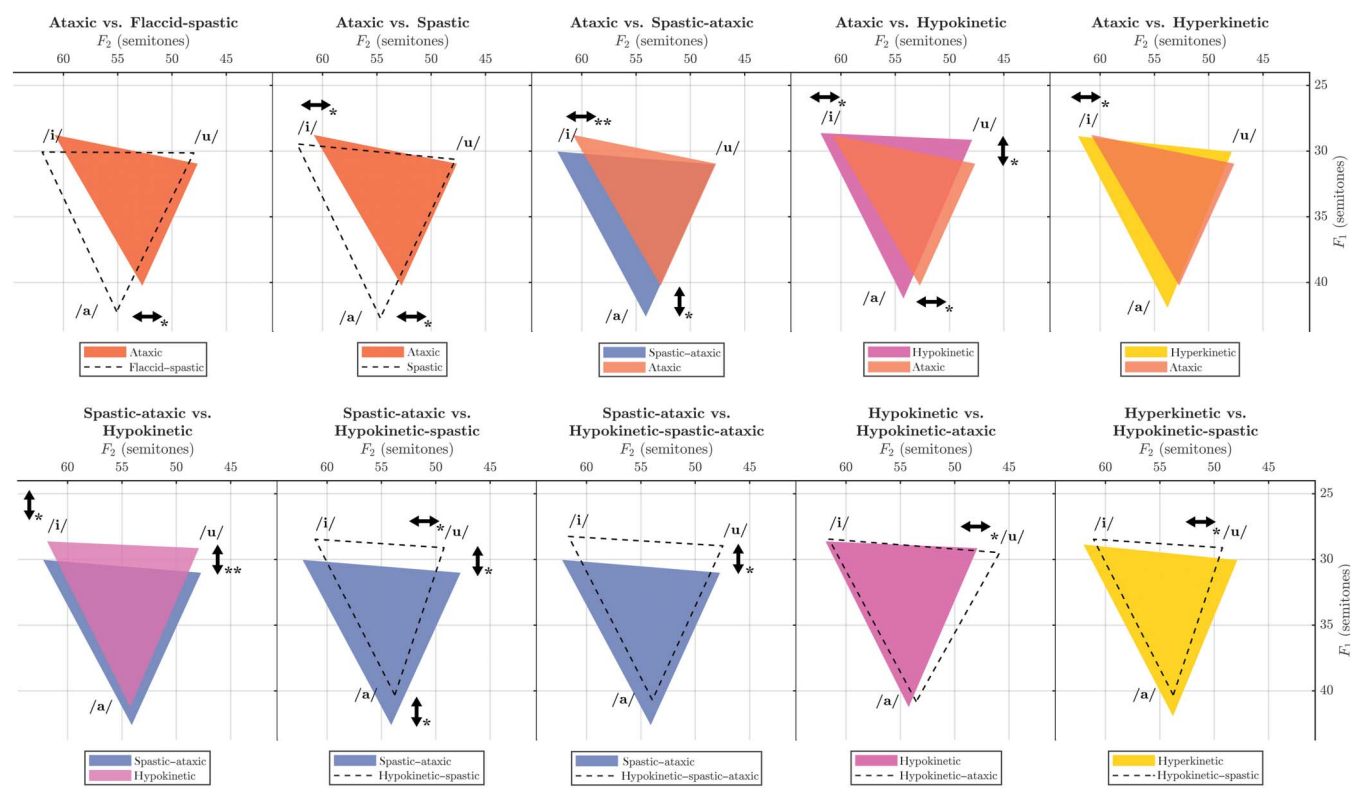 Ataxic vs. Flaccid-spastic
F₂ (semitones)
60 55 50 45
/i/
/u/
/a/
*
Ataxic
Flaccid-spastic
Ataxic vs. Spastic
F₂ (semitones)
60 55 50 45
*
/i/
/u/
/a/
*
Ataxic
Spastic
Ataxic vs. Spastic-ataxic
F₂ (semitones)
60 55 50 45
**
/i/
/u/
/a/
*
Spastic-ataxic
Ataxic
Ataxic vs. Hypokinetic
F₂ (semitones)
60 55 50 45
*
/i/
/u/
*
/a/
*
Hypokinetic
Ataxic
Ataxic vs. Hyperkinetic
F₂ (semitones)
60 55 50 45
*
/i/
/u/
/a/
25
30
35
40
F₁ (semitones)
Hyperkinetic
Ataxic
Spastic-ataxic vs.
Hypokinetic
F₂ (semitones)
60 55 50 45
*
/i/
/u/
**
/a/
Spastic-ataxic
Hypokinetic
Spastic-ataxic vs.
Hypokinetic-spastic
F₂ (semitones)
60 55 50 45
/i/
*
/u/
*
/a/
*
Spastic-ataxic
Hypokinetic-spastic
Spastic-ataxic vs.
Hypokinetic-spastic-ataxic
F₂ (semitones)
60 55 50 45
/i/
/u/
*
/a/
Spastic-ataxic
Hypokinetic-spastic-ataxic
Hypokinetic vs.
Hypokinetic-ataxic
F₂ (semitones)
60 55 50 45
/i/
*
/u/
/a/
Hypokinetic
Hypokinetic-ataxic
Hyperkinetic vs.
Hypokinetic-spastic
F₂ (semitones)
60 55 50 45
/i/
*
/u/
/a/
25
30
35
40
F₁ (semitones)
Hyperkinetic
Hypokinetic-spastic